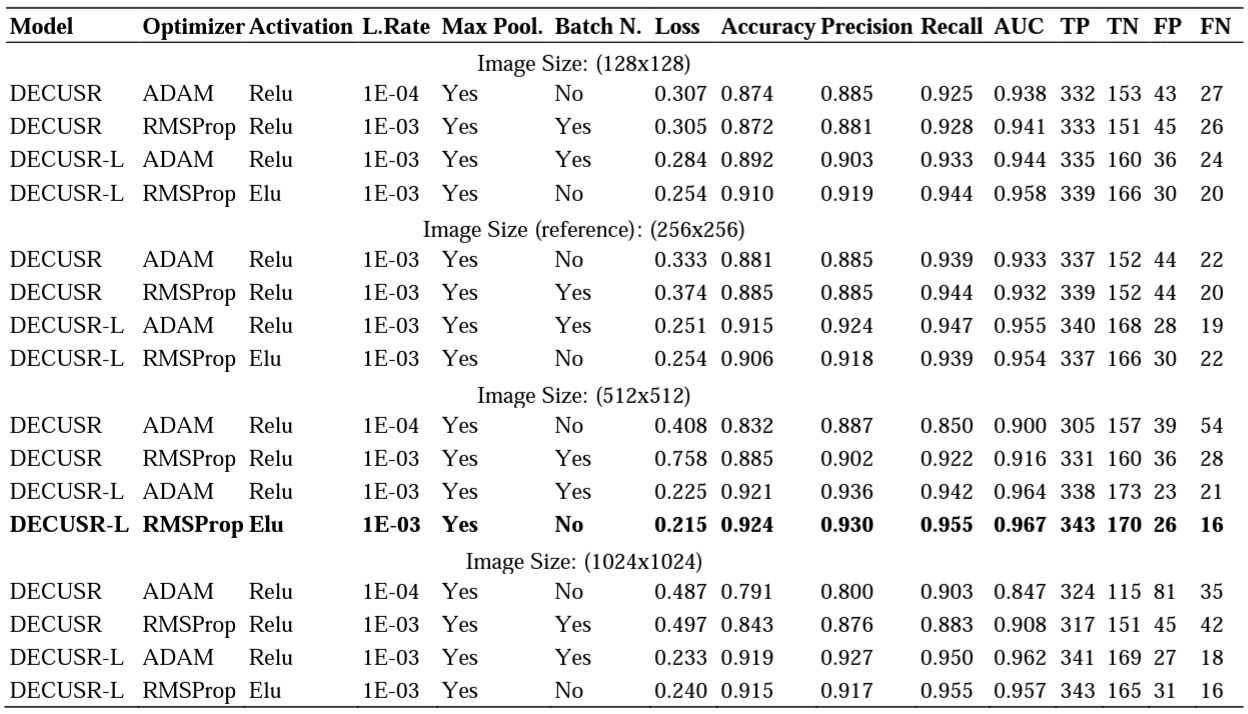 Model Optimizer Activation L.Rate Max Pool. Batch N. Loss Accuracy Precision Recall AUC TP TN FP FN
Image Size: (128x128)
DECUSR ADAM Relu 1E-04 Yes No 0.307 0.874 0.885 0.925 0.938 332 153 43 27
DECUSR RMSProp Relu 1E-03 Yes Yes 0.305 0.872 0.881 0.928 0.941 333 151 45 26
DECUSR-L ADAM Relu 1E-03 Yes Yes 0.284 0.892 0.903 0.933 0.944 335 160 36 24
DECUSR-L RMSProp Elu 1E-03 Yes No 0.254 0.910 0.919 0.944 0.958 339 166 30 20
Image Size (reference): (256x256)
DECUSR ADAM Relu 1E-03 Yes No 0.333 0.881 0.885 0.939 0.933 337 152 44 22
DECUSR RMSProp Relu 1E-03 Yes Yes 0.374 0.885 0.885 0.944 0.932 339 152 44 20
DECUSR-L ADAM Relu 1E-03 Yes Yes 0.251 0.915 0.924 0.947 0.955 340 168 28 19
DECUSR-L RMSProp Elu 1E-03 Yes No 0.254 0.906 0.918 0.939 0.954 337 166 30 22
Image Size: (512x512)
DECUSR ADAM Relu 1E-04 Yes No 0.408 0.832 0.887 0.850 0.900 305 157 39 54
DECUSR RMSProp Relu 1E-03 Yes Yes 0.758 0.885 0.902 0.922 0.916 331 160 36 28
DECUSR-L ADAM Relu 1E-03 Yes Yes 0.225 0.921 0.936 0.942 0.964 338 173 23 21
DECUSR-L RMSProp Elu 1E-03 Yes No 0.215 0.924 0.930 0.955 0.967 343 170 26 16
Image Size: (1024x1024)
DECUSR ADAM Relu 1E-04 Yes No 0.487 0.791 0.800 0.903 0.847 324 115 81 35
DECUSR RMSProp Relu 1E-03 Yes Yes 0.497 0.843 0.876 0.883 0.908 317 151 45 42
DECUSR-L ADAM Relu 1E-03 Yes Yes 0.233 0.919 0.927 0.950 0.962 341 169 27 18
DECUSR-L RMSProp Elu 1E-03 Yes No 0.240 0.915 0.917 0.955 0.957 343 165 31 16